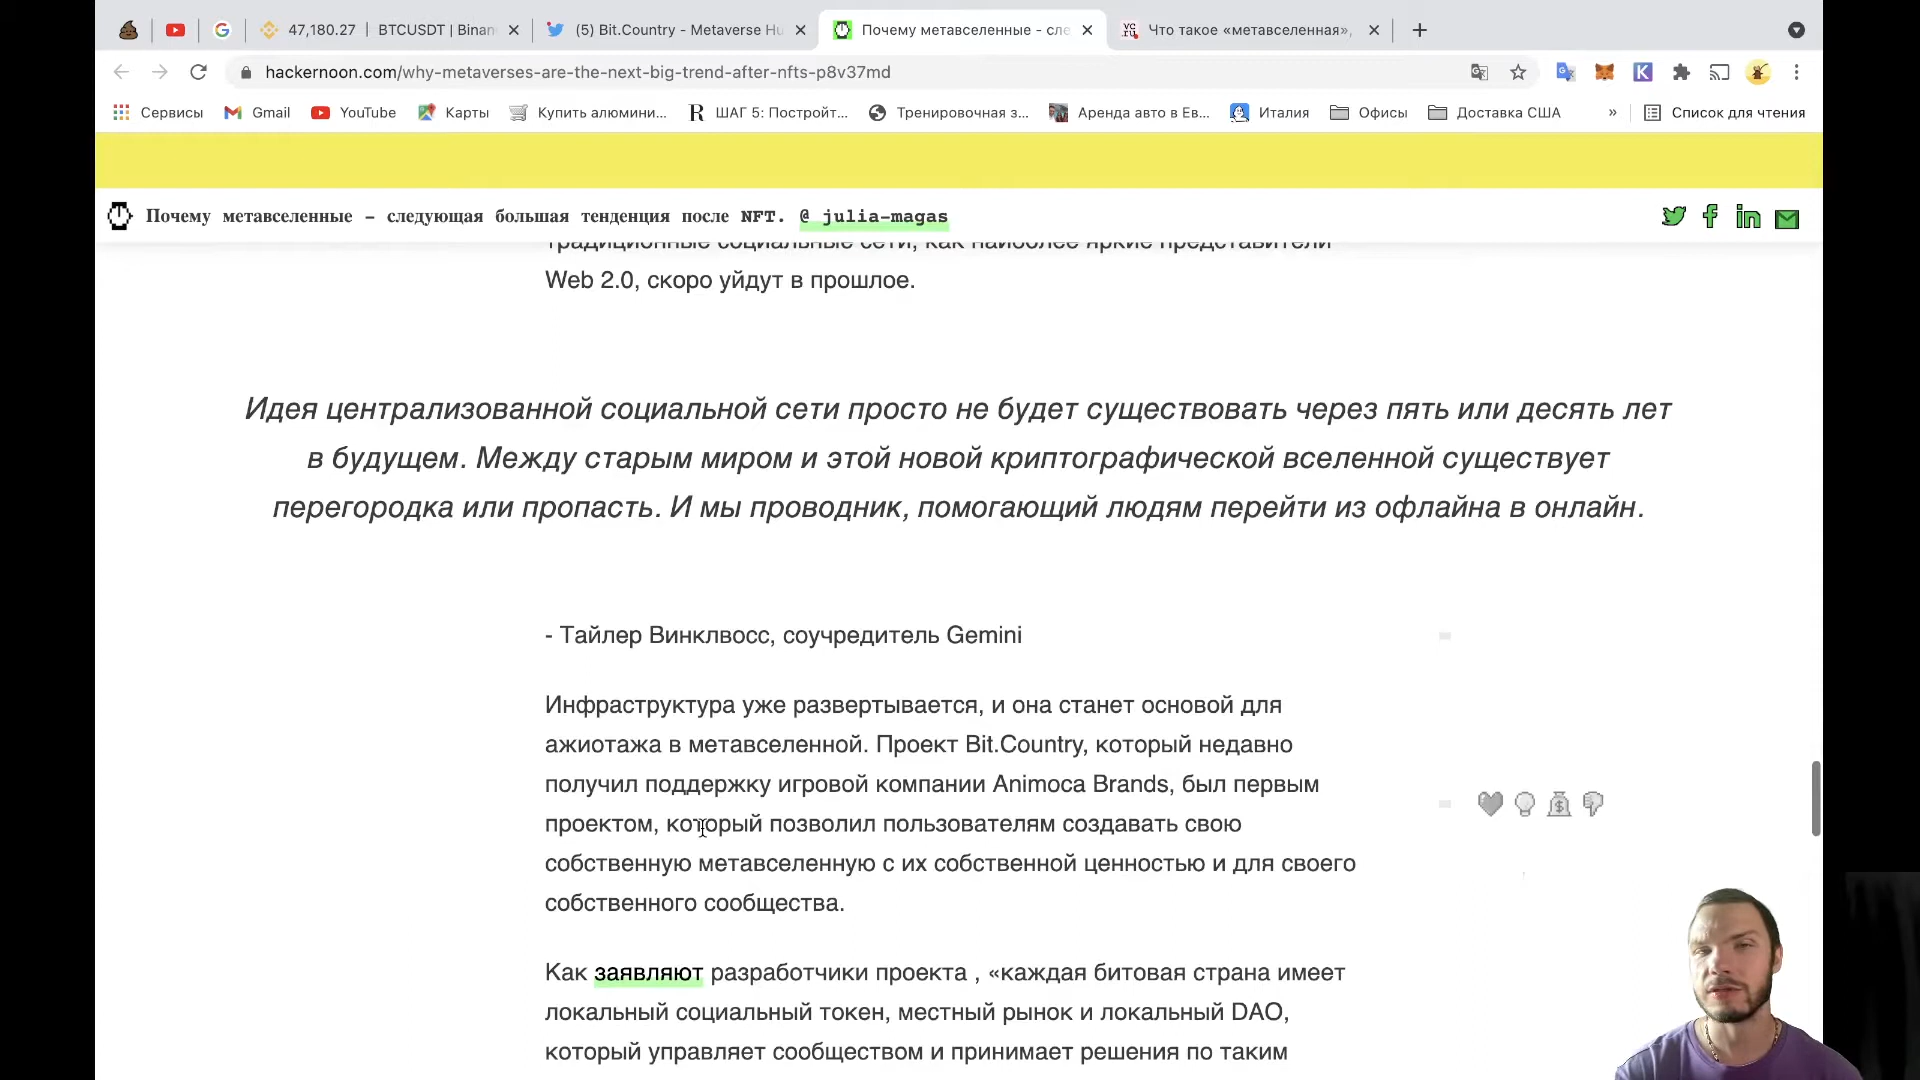 47,180.27 | BTCUSDT | Binan
(5) Bit.Country - Metaverse Hu
Почему метавселенные - сле
Что такое «метавселенная»,
hackernoon.com/why-metaverses-are-the-next-big-trend-after-nfts-p8v37md
Сервисы
Gmail
YouTube
Карты
Купить алюмини...
ШАГ 5: Постройт...
Тренировочная з...
Аренда авто в Ев...
Италия
Офисы
Доставка США
»
Список для чтения
Почему метавселенные – следующая большая тенденция после NFT. @ julia-magas
традиционные социальные сети, как наиболее яркие представители
Web 2.0, скоро уйдут в прошлое.
Идея централизованной социальной сети просто не будет существовать через пять или десять лет
в будущем. Между старым миром и этой новой криптографической вселенной существует
перегородка или пропасть. И мы проводник, помогающий людям перейти из офлайна в онлайн.
- Тайлер Винклвосс, соучредитель Gemini
Инфраструктура уже развертывается, и она станет основой для
ажиотажа в метавселенной. Проект Bit.Country, который недавно
получил поддержку игровой компании Animoca Brands, был первым
проектом, который позволил пользователям создавать свою
собственную метавселенную с их собственной ценностью и для своего
собственного сообщества.
Как заявляют разработчики проекта , «каждая битовая страна имеет
локальный социальный токен, местный рынок и локальный DAO,
который управляет сообществом и принимает решения по таким